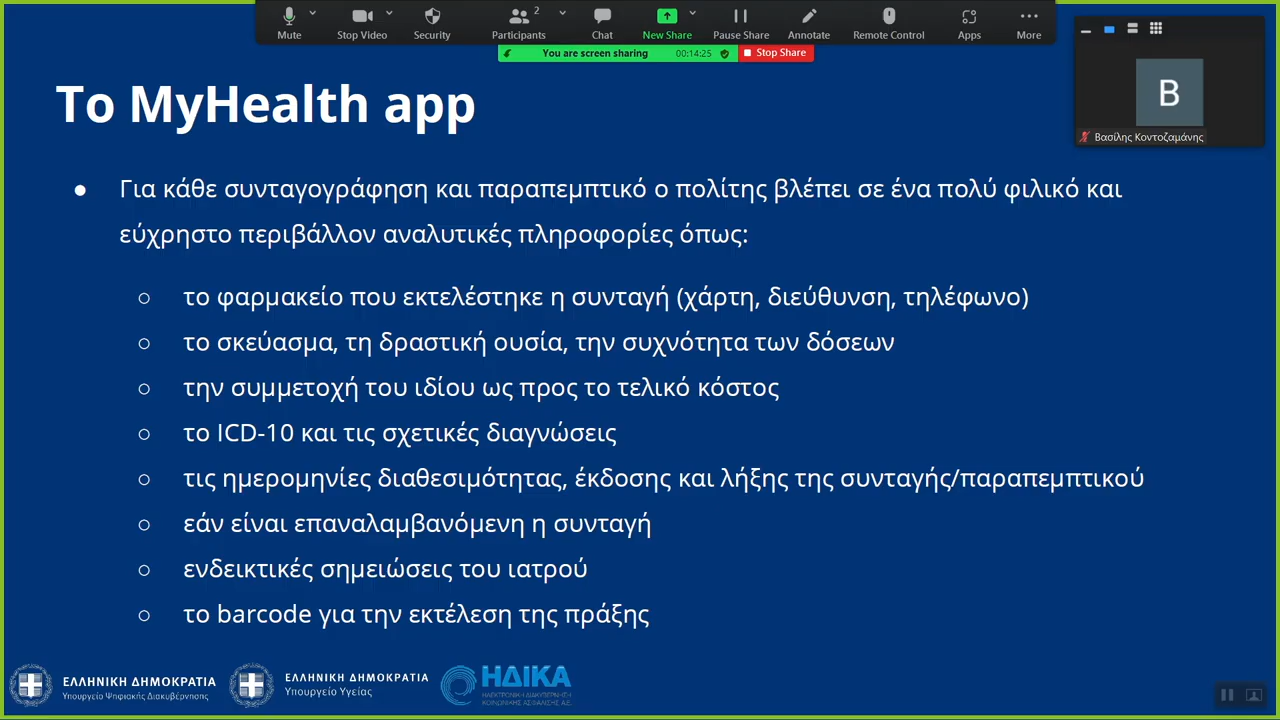 2
Mute
Stop Video
Security
Participants
Chat
New Share
Pause Share
Annotate
Remote Control
Apps
More
You are screen sharing
00:14:25
Stop Share
B
Βασίλης Κοντοζαμάνης
Το MyHealth app
● Για κάθε συνταγογράφηση και παραπεμπτικό ο πολίτης βλέπει σε ένα πολύ φιλικό και
εύχρηστο περιβάλλον αναλυτικές πληροφορίες όπως:
○ το φαρμακείο που εκτελέστηκε η συνταγή (χάρτη, διεύθυνση, τηλέφωνο)
○ το σκεύασμα, τη δραστική ουσία, την συχνότητα των δόσεων
○ την συμμετοχή του ιδίου ως προς το τελικό κόστος
○ το ICD-10 και τις σχετικές διαγνώσεις
○ τις ημερομηνίες διαθεσιμότητας, έκδοσης και λήξης της συνταγής/παραπεμπτικού
○ εάν είναι επαναλαμβανόμενη η συνταγή
○ ενδεικτικές σημειώσεις του ιατρού
○ το barcode για την εκτέλεση της πράξης
ΕΛΛΗΝΙΚΗ ΔΗΜΟΚΡΑΤΙΑ
Υπουργείο Ψηφιακής Διακυβέρνησης
ΕΛΛΗΝΙΚΗ ΔΗΜΟΚΡΑΤΙΑ
Υπουργείο Υγείας
ΗΔΙΚΑ
ΗΛΕΚΤΡΟΝΙΚΗ ΔΙΑΚΥΒΕΡΝΗΣΗ
ΚΟΙΝΩΝΙΚΗΣ ΑΣΦΑΛΙΣΗΣ Α.Ε.